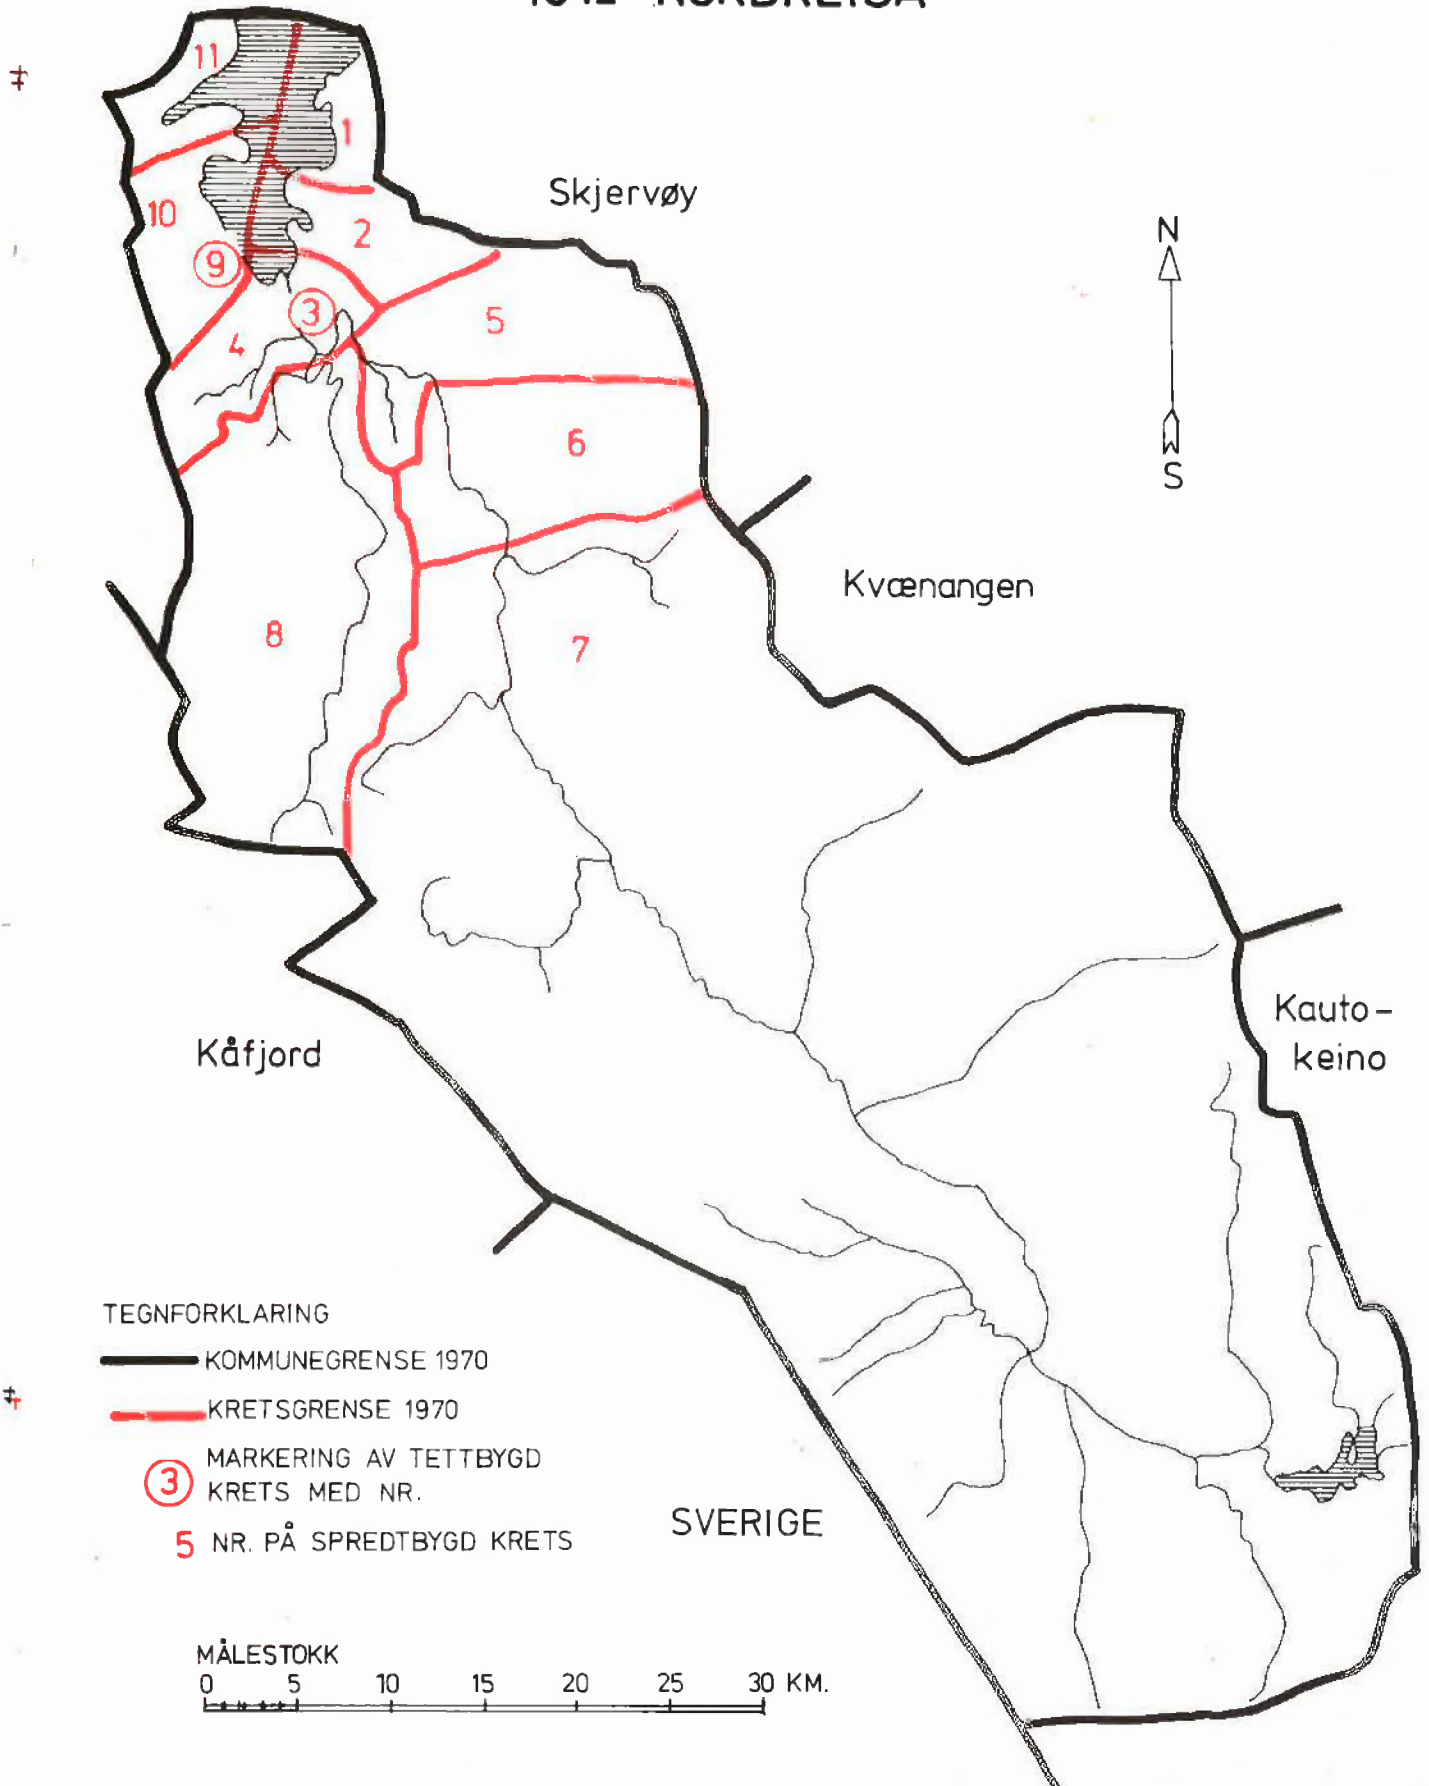 11
1
Skjervøy
10
2
N
9
3
5
4
6
S
Kvænangen
8
7
Kauto-
keino
Kåfjord
TEGNFORKLARING
KOMMUNEGRENSE 1970
KRETSGRENSE 1970
MARKERING AV TETTBYGD
3 KRETS MED NR.
5 NR. PÅ SPREDTBYGD KRETS
SVERIGE
MÅLESTOKK
0 5 10 15 20 25 30 KM.